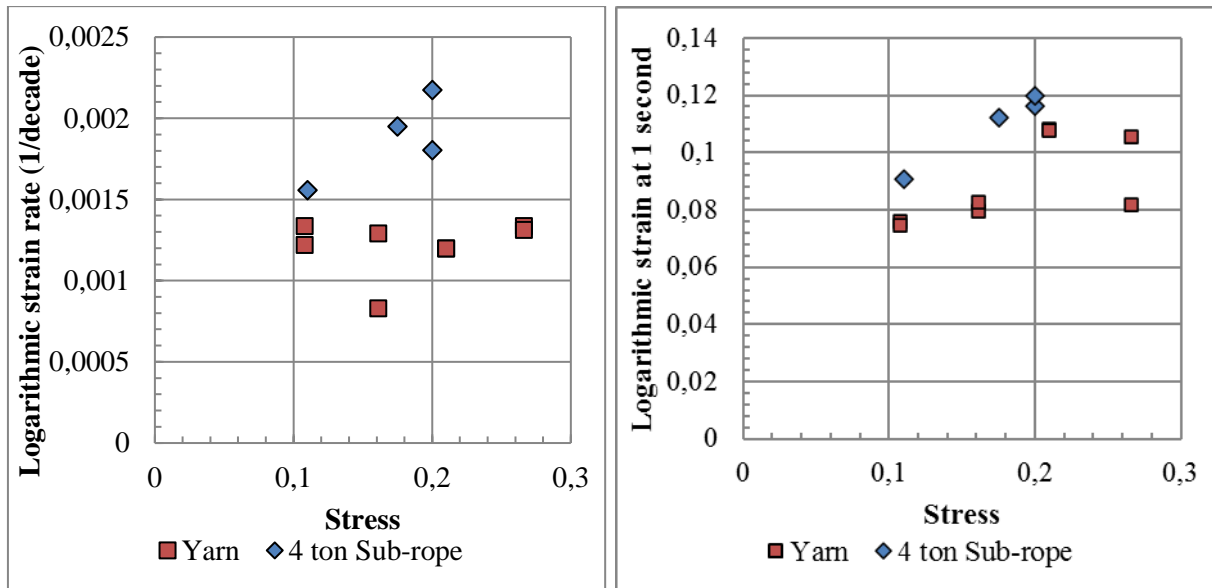 Logarithmic strain rate (1/decade)
0,0025
0,002
0,0015
0,001
0,0005
0
0
0,1
0,2
0,3
Stress
Yarn
4 ton Sub-rope
Logarithmic strain at 1 second
0,14
0,12
0,1
0,08
0,06
0,04
0,02
0
0
0,1
0,2
0,3
Stress
Yarn
4 ton Sub-rope